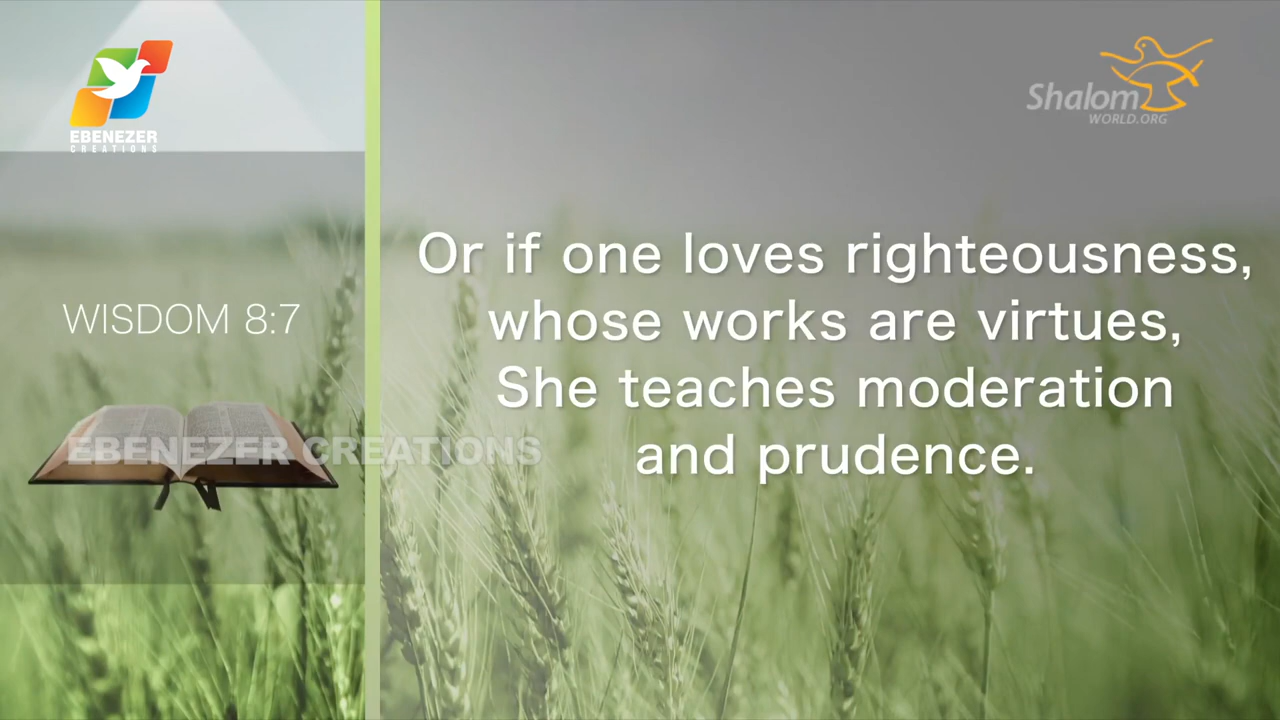 EBENEZER
CREATIONS
Shalom
WORLD.ORG
WISDOM 8:7
Or if one loves righteousness,
whose works are virtues,
She teaches moderation
and prudence.
EBENEZER CREATIONS